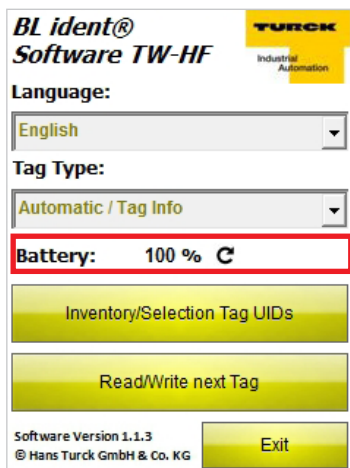 BL ident®
Software TW-HF
TURCK
Industrial
Automation
Language:
English
Tag Type:
Automatic / Tag Info
Battery: 100 %
Inventory/Selection Tag UIDs
Read/Write next Tag
Software Version 1.1.3
© Hans Turck GmbH & Co. KG
Exit